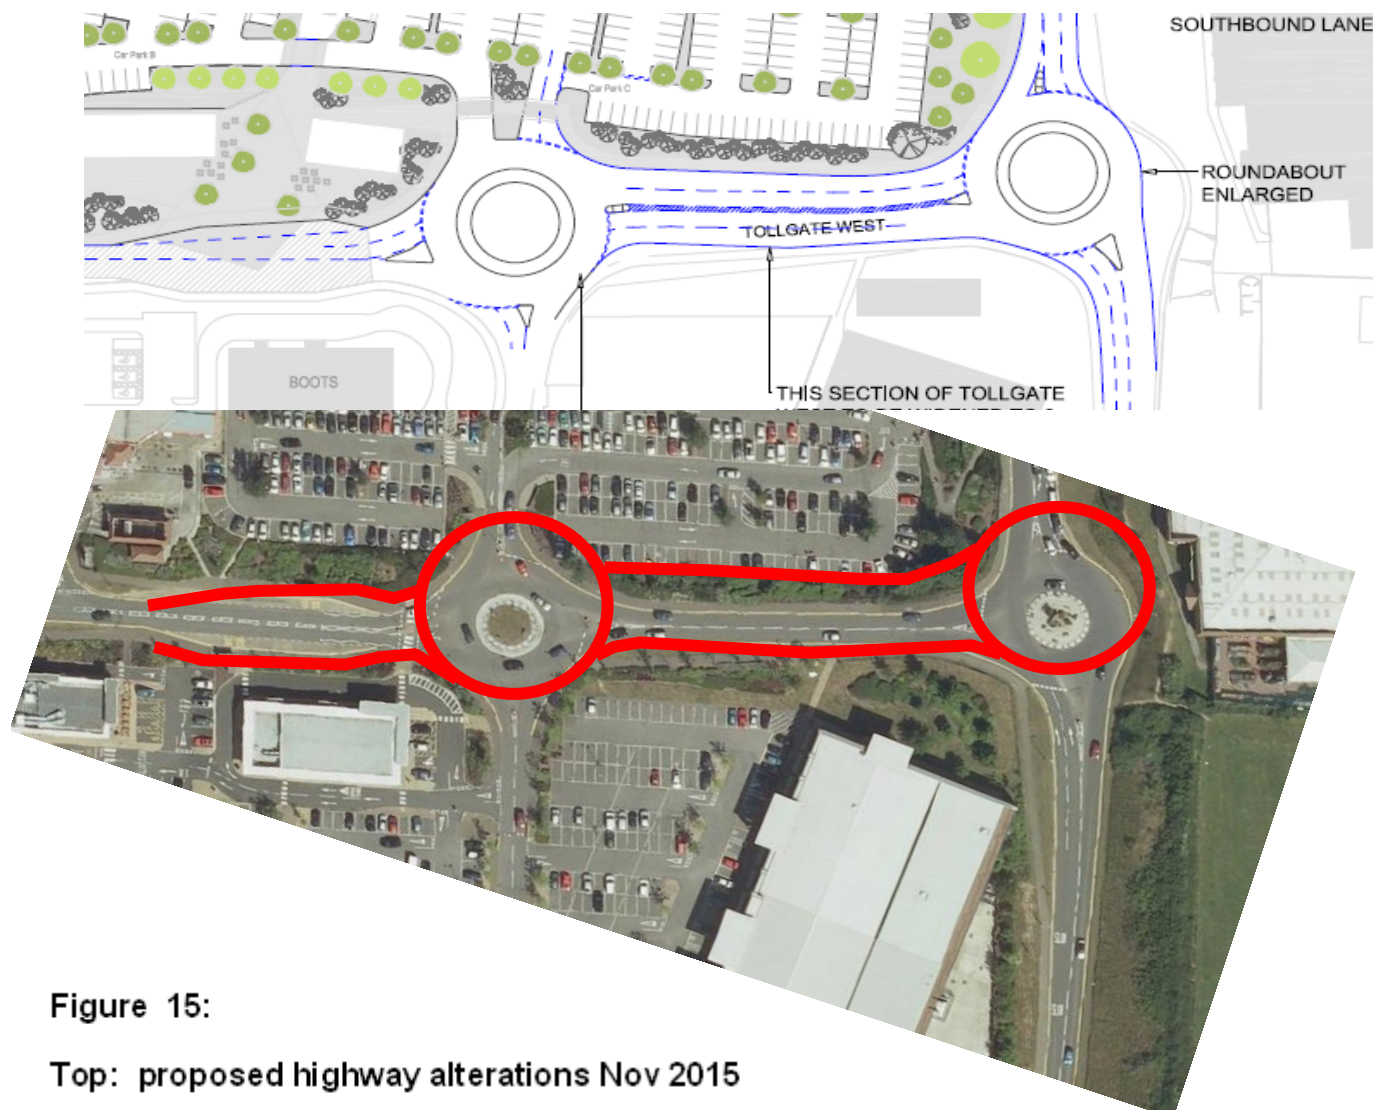 SOUTHBOUND LANE
Car Park B
Car Park C
ROUNDABOUT
ENLARGED
TOLLGATE WEST
BOOTS
THIS SECTION OF TOLLGATE
Figure 15:
Top: proposed highway alterations Nov 2015